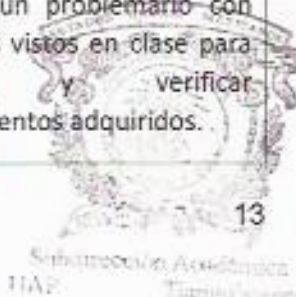 un problemario con
vistos en clase para
y verificar
entos adquiridos.
13
Subdirección Académica
UAP